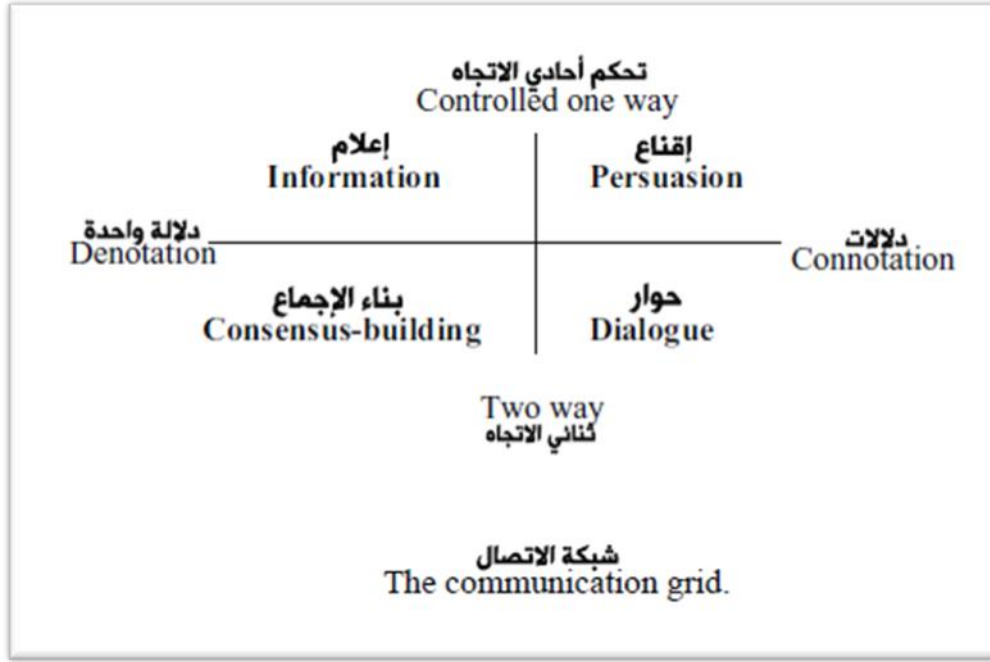 تحكم أحادي الاتجاه
Controlled one way
إعلام
Information
إقناع
Persuasion
دلالة واحدة
Denotation
دلالات
Connotation
بناء الإجماع
Consensus-building
حوار
Dialogue
Two way
ثنائي الاتجاه
شبكة الاتصال
The communication grid.